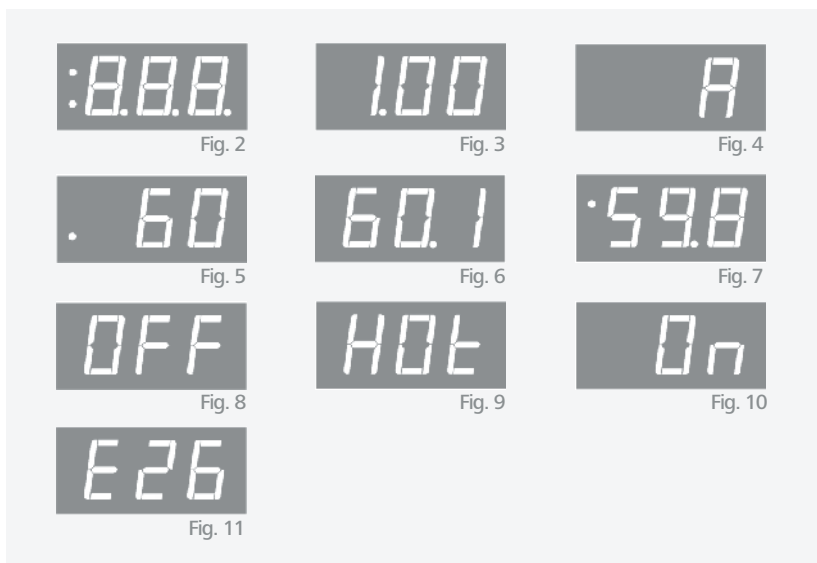 :8.8.8.
1.00
A
Fig. 2
Fig. 3
Fig. 4
. 60
60.1
˙59.8
Fig. 5
Fig. 6
Fig. 7
OFF
HOt
On
Fig. 8
Fig. 9
Fig. 10
E26
Fig. 11